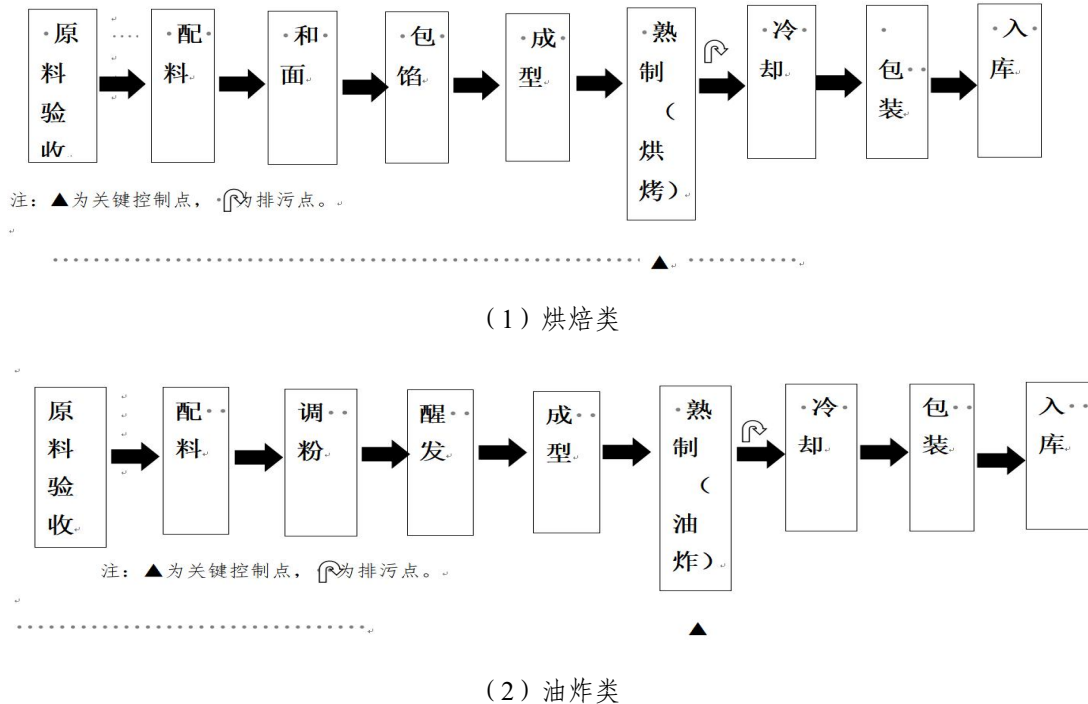 原料验收
配料
和面
包馅
成型
熟制(烘烤)
冷却
包装
入库
注:▲为关键控制点,为排污点。
▲
(1)烘焙类
原料验收
配料
调粉
醒发
成型
熟制(油炸)
冷却
包装
入库
注:▲为关键控制点,为排污点。
▲
(2)油炸类